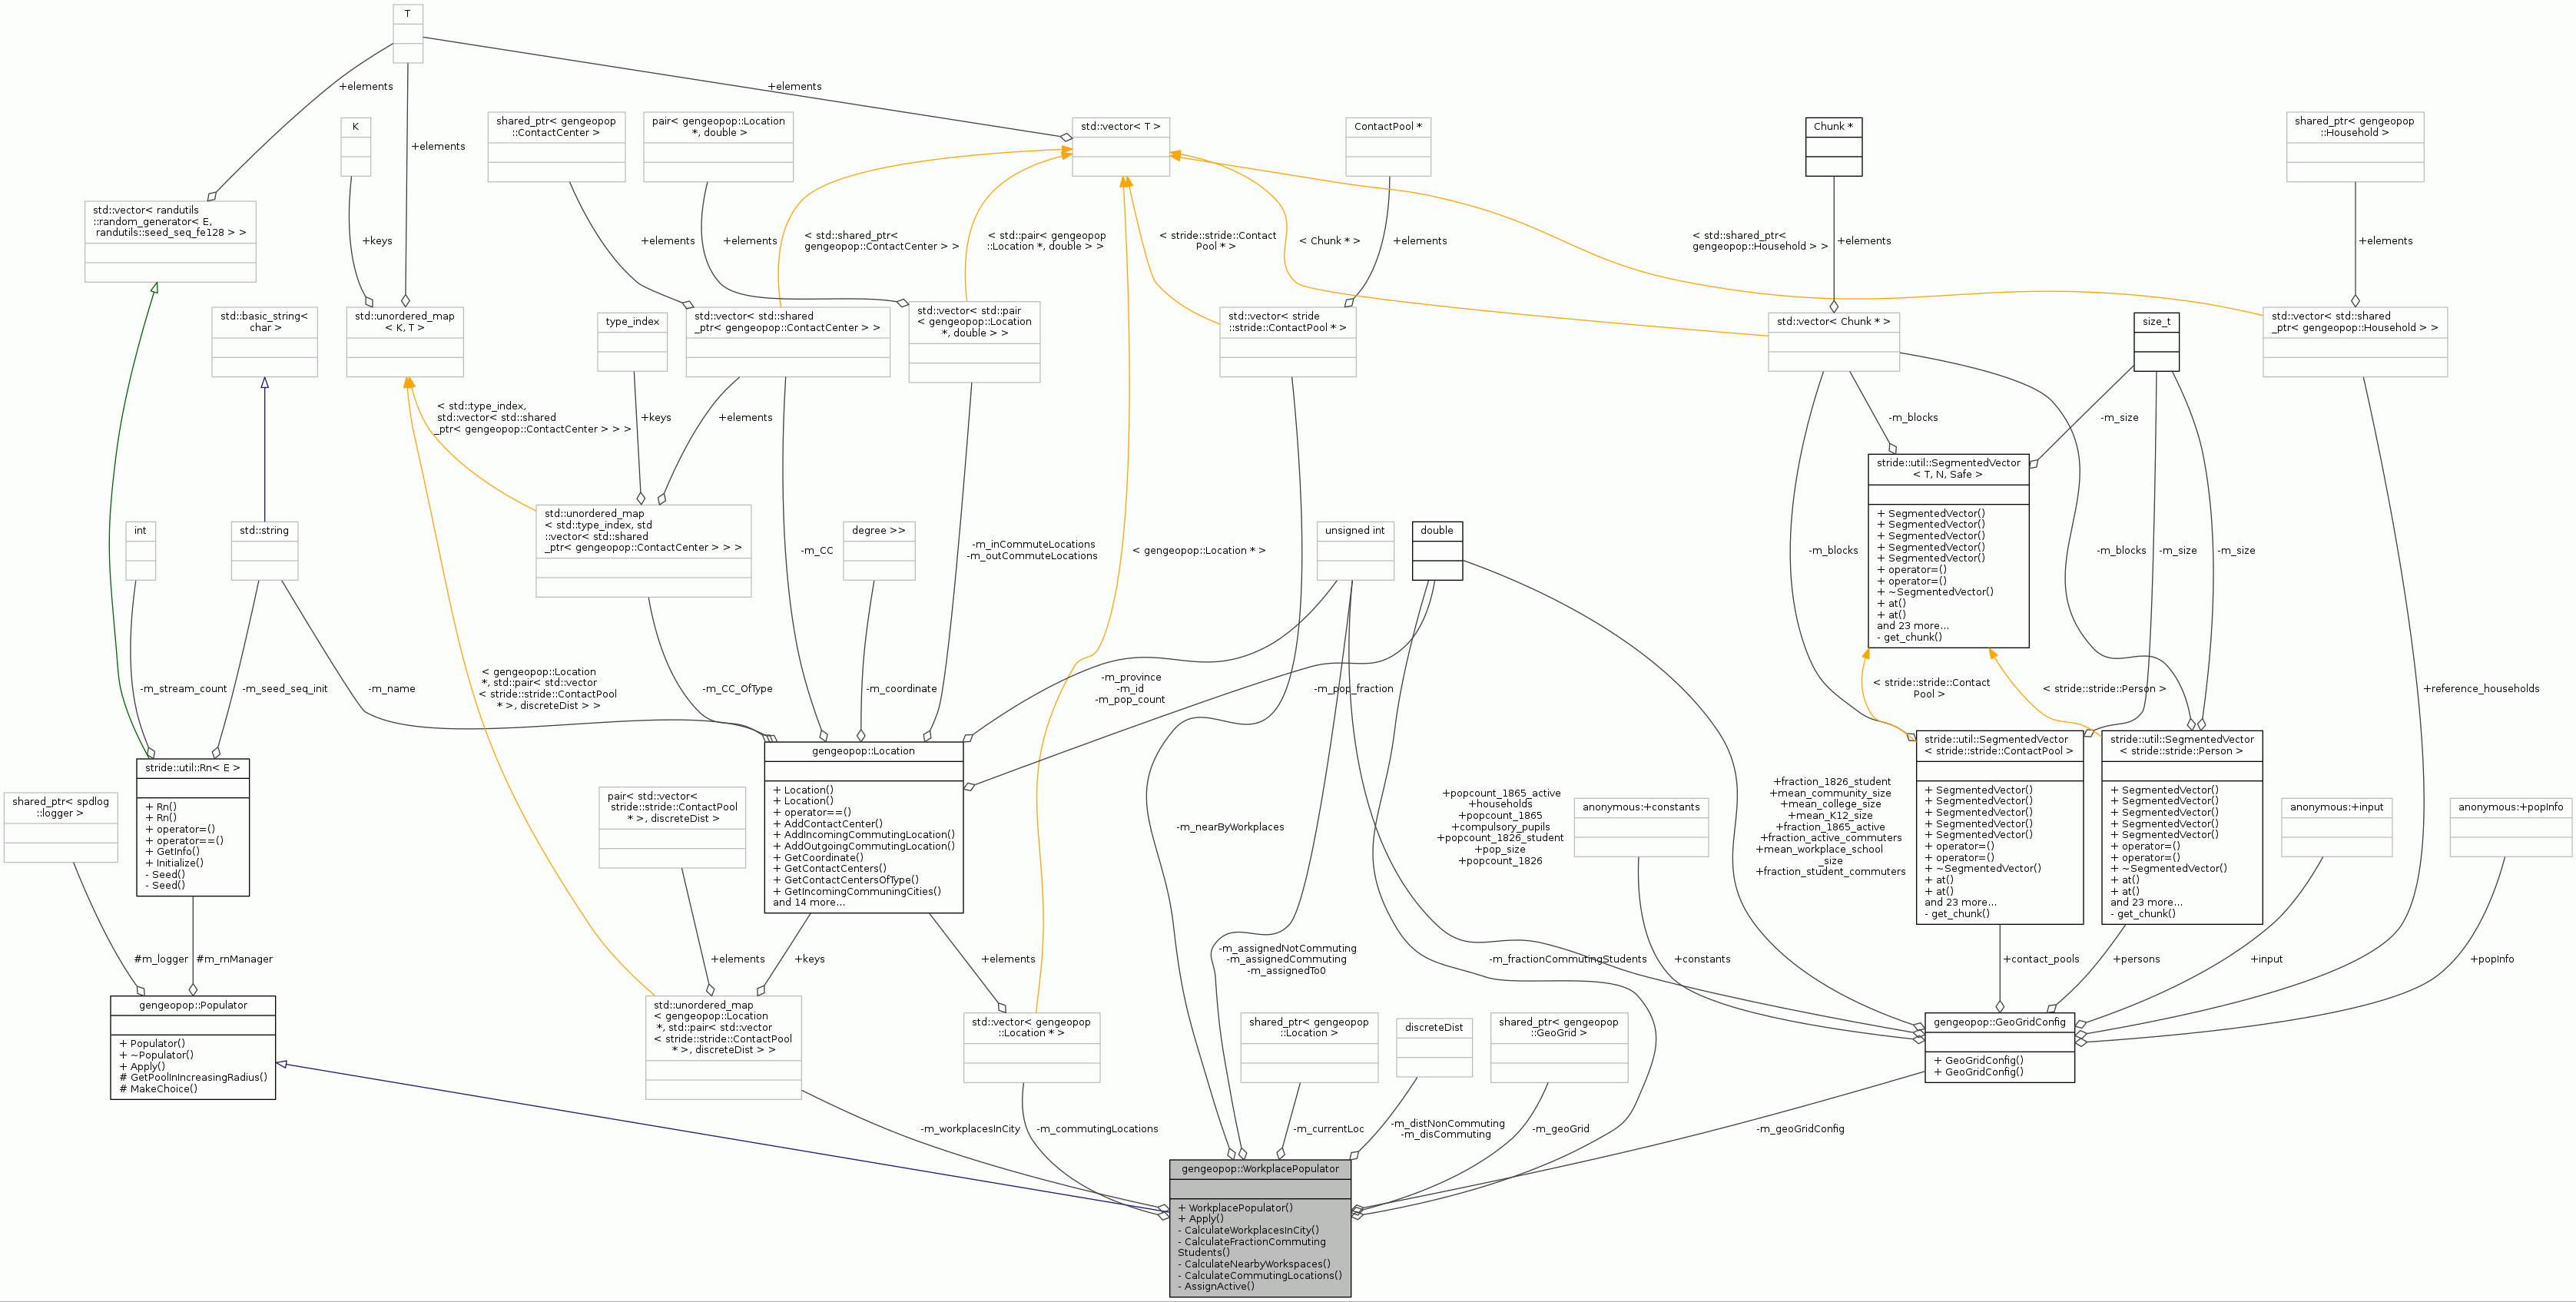 T
+elements
+elements
K
+elements
shared_ptr< gengeopop
::ContactCenter >
pair< gengeopop::Location
*, double >
std::vector< T >
ContactPool *
Chunk *
shared_ptr< gengeopop
::Household >
std::vector< randutils
::random_generator< E,
randutils::seed_seq_fe128 > >
+keys
+elements
+elements
< std::shared_ptr<
gengeopop::ContactCenter > >
< std::pair< gengeopop
::Location *, double > >
< stride::stride::Contact
Pool * >
< Chunk * >
+elements
< std::shared_ptr<
gengeopop::Household > >
+elements
+elements
std::basic_string<
char >
std::unordered_map
< K, T >
type_index
std::vector< std::shared
_ptr< gengeopop::ContactCenter > >
std::vector< std::pair
< gengeopop::Location
*, double > >
std::vector< stride
::stride::ContactPool * >
std::vector< Chunk * >
size_t
std::vector< std::shared
_ptr< gengeopop::Household > >
< std::type_index,
std::vector< std::shared
_ptr< gengeopop::ContactCenter > > >
+keys
+elements
-m_blocks
-m_size
stride::util::SegmentedVector
< T, N, Safe >
+ SegmentedVector()
+ SegmentedVector()
+ SegmentedVector()
+ SegmentedVector()
+ SegmentedVector()
+ operator=()
+ operator=()
+ ~SegmentedVector()
+ at()
+ at()
and 23 more...
- get_chunk()
int
std::string
std::unordered_map
< std::type_index, std
::vector< std::shared
_ptr< gengeopop::ContactCenter > > >
-m_CC
degree >>
-m_inCommuteLocations
-m_outCommuteLocations
< gengeopop::Location * >
unsigned int
double
-m_blocks
-m_blocks
-m_size
-m_size
-m_stream_count
-m_seed_seq_init
-m_name
< gengeopop::Location
*, std::pair< std::vector
< stride::stride::ContactPool
* >, discreteDist > >
-m_CC_OfType
-m_coordinate
-m_province
-m_id
-m_pop_count
-m_pop_fraction
< stride::stride::Contact
Pool >
< stride::stride::Person >
+reference_households
stride::util::Rn< E >
+ Rn()
+ Rn()
+ operator=()
+ operator==()
+ GetInfo()
+ Initialize()
- Seed()
- Seed()
gengeopop::Location
+ Location()
+ Location()
+ operator==()
+ AddContactCenter()
+ AddIncomingCommutingLocation()
+ AddOutgoingCommutingLocation()
+ GetCoordinate()
+ GetContactCenters()
+ GetContactCentersOfType()
+ GetIncomingCommuningCities()
and 14 more...
stride::util::SegmentedVector
< stride::stride::ContactPool >
+ SegmentedVector()
+ SegmentedVector()
+ SegmentedVector()
+ SegmentedVector()
+ SegmentedVector()
+ operator=()
+ operator=()
+ ~SegmentedVector()
+ at()
+ at()
and 23 more...
- get_chunk()
stride::util::SegmentedVector
< stride::stride::Person >
+ SegmentedVector()
+ SegmentedVector()
+ SegmentedVector()
+ SegmentedVector()
+ SegmentedVector()
+ operator=()
+ operator=()
+ ~SegmentedVector()
+ at()
+ at()
and 23 more...
- get_chunk()
shared_ptr< spdlog
::logger >
pair< std::vector<
stride::stride::ContactPool
* >, discreteDist >
-m_nearByWorkplaces
+popcount_1865_active
+households
+popcount_1865
+compulsory_pupils
+popcount_1826_student
+pop_size
+popcount_1826
anonymous:+constants
+fraction_1826_student
+mean_community_size
+mean_college_size
+mean_K12_size
+fraction_1865_active
+fraction_active_commuters
+mean_workplace_school
_size
+fraction_student_commuters
anonymous:+input
anonymous:+popInfo
#m_logger
#m_rnManager
+elements
+keys
+elements
-m_assignedNotCommuting
-m_assignedCommuting
-m_assignedTo0
-m_fractionCommutingStudents
+constants
+contact_pools
+persons
+input
+popInfo
gengeopop::Populator
+ Populator()
+ ~Populator()
+ Apply()
# GetPoolInIncreasingRadius()
# MakeChoice()
std::unordered_map
< gengeopop::Location
*, std::pair< std::vector
< stride::stride::ContactPool
* >, discreteDist > >
std::vector< gengeopop
::Location * >
shared_ptr< gengeopop
::Location >
discreteDist
shared_ptr< gengeopop
::GeoGrid >
gengeopop::GeoGridConfig
+ GeoGridConfig()
+ GeoGridConfig()
-m_workplacesInCity
-m_commutingLocations
-m_currentLoc
-m_distNonCommuting
-m_disCommuting
-m_geoGrid
-m_geoGridConfig
gengeopop::WorkplacePopulator
+ WorkplacePopulator()
+ Apply()
- CalculateWorkplacesInCity()
- CalculateFractionCommuting
Students()
- CalculateNearbyWorkspaces()
- CalculateCommutingLocations()
- AssignActive()